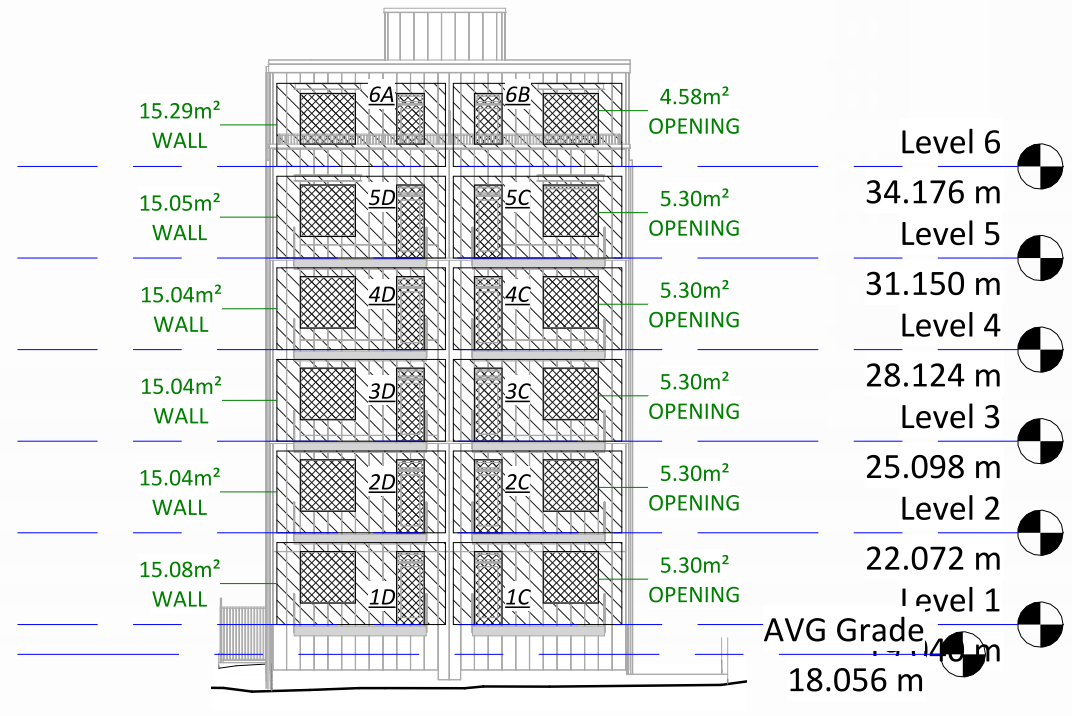 6A
6B
15.29m²
WALL
4.58m²
OPENING
Level 6
34.176 m
15.05m²
WALL
5D
5C
5.30m²
OPENING
Level 5
31.150 m
15.04m²
WALL
4D
4C
5.30m²
OPENING
Level 4
28.124 m
15.04m²
WALL
3D
3C
5.30m²
OPENING
Level 3
25.098 m
15.04m²
WALL
2D
2C
5.30m²
OPENING
Level 2
22.072 m
15.08m²
WALL
1D
1C
5.30m²
OPENING
Level 1
AVG Grade
18.056 m